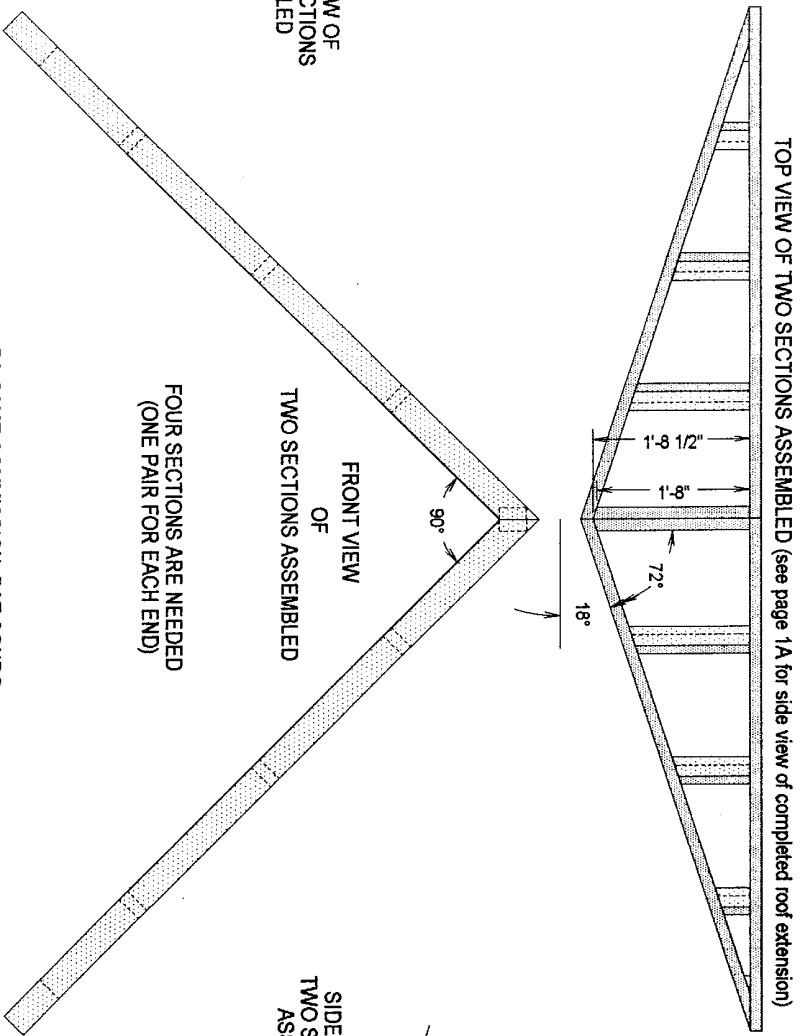 TOP VIEW OF TWO SECTIONS ASSEMBLED (see page 1A for side view of completed roof extension)
1'-8 1/2"
1'-8"
72°
18°
90°
FRONT VIEW
OF
TWO SECTIONS ASSEMBLED
FOUR SECTIONS ARE NEEDED
(ONE PAIR FOR EACH END)
W OF
CTIONS
LED
SIDE
TWO S
ASS